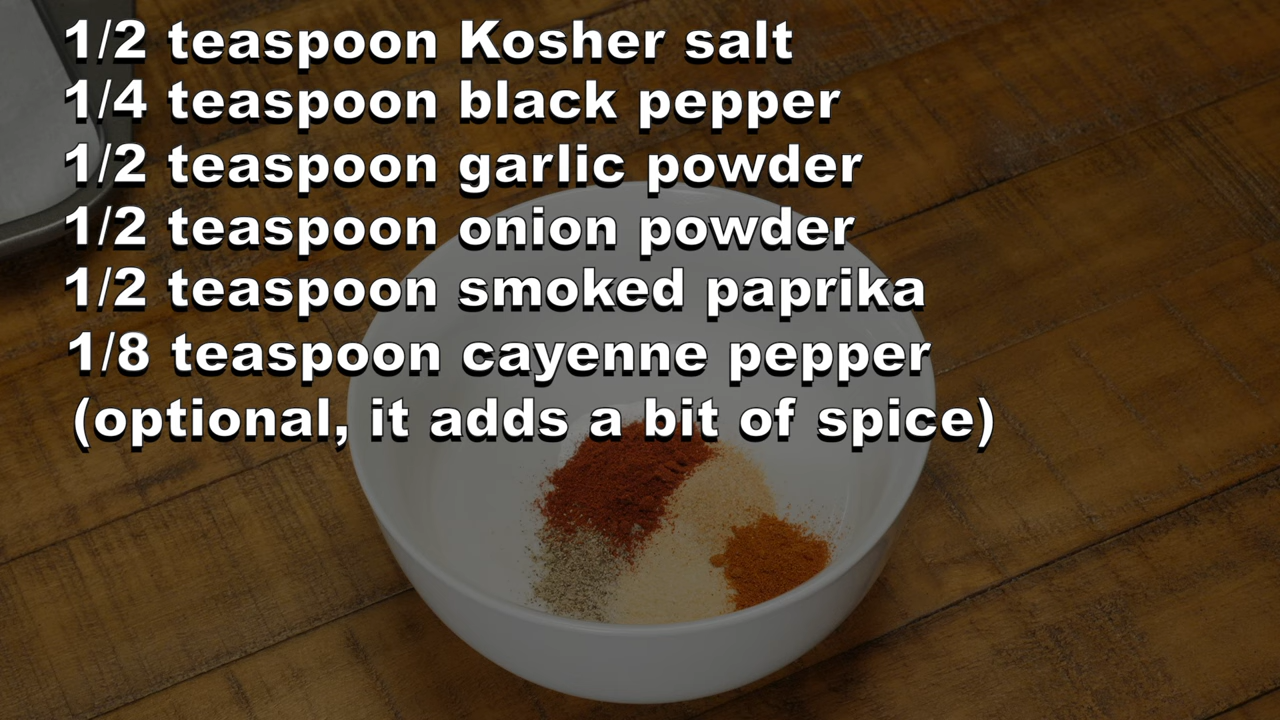 1/2 teaspoon Kosher salt
1/4 teaspoon black pepper
1/2 teaspoon garlic powder
1/2 teaspoon onion powder
1/2 teaspoon smoked paprika
1/8 teaspoon cayenne pepper
(optional, it adds a bit of spice)